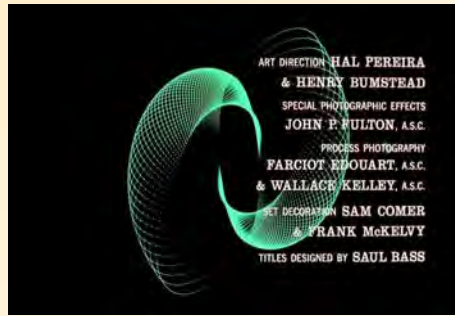 ART DIRECTION HAL PEREIRA
& HENRY BUMSTEAD
SPECIAL PHOTOGRAPHIC EFFECTS
JOHN P. FULTON, A.S.C.
PROCESS PHOTOGRAPHY
FARCIOT EDOUART, A.S.C.
& WALLACE KELLEY, A.S.C.
SET DECORATION SAM COMER
& FRANK McKELVY
TITLES DESIGNED BY SAUL BASS